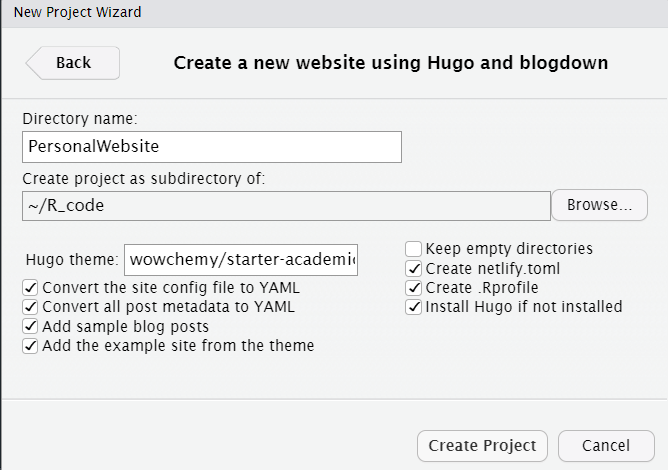 New Project Wizard
Back
Create a new website using Hugo and blogdown
Directory name:
PersonalWebsite
Create project as subdirectory of:
~/R_code
Browse...
Hugo theme:
wowchemy/starter-academic
Convert the site config file to YAML
Convert all post metadata to YAML
Add sample blog posts
Add the example site from the theme
Keep empty directories
Create netlify.toml
Create .Rprofile
Install Hugo if not installed
Create Project
Cancel